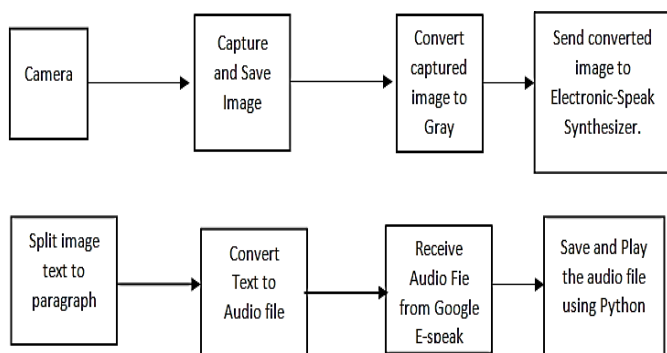 Camera
Capture
and Save
Image
Convert
captured
image to
Gray
Send converted
image to
Electronic-Speak
Synthesizer.
Split image
text to
paragraph
Convert
Text to
Audio file
Receive
Audio Fie
from Google
E-speak
Save and Play
the audio file
using Python